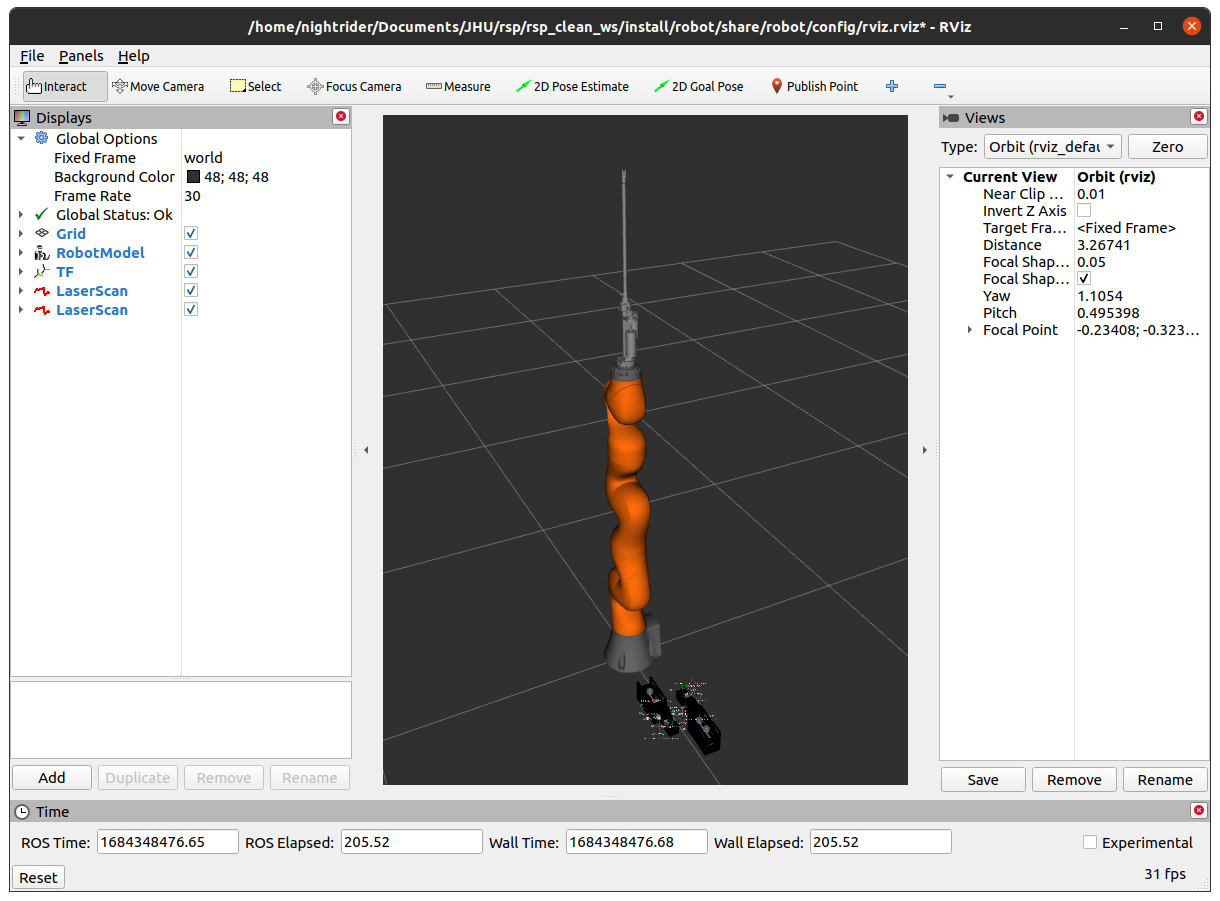 /home/nightrider/Documents/JHU/rsp/rsp_clean_ws/install/robot/share/robot/config/rviz.rviz* - RViz
File Panels Help
Interact Move Camera Select Focus Camera Measure 2D Pose Estimate 2D Goal Pose Publish Point
Displays
Global Options
Fixed Frame world
Background Color 48; 48; 48
Frame Rate 30
Global Status: Ok
Grid
RobotModel
TF
LaserScan
LaserScan
Add Duplicate Remove Rename
Views
Type: Orbit (rviz_defau Zero
Current View Orbit (rviz)
Near Clip ... 0.01
Invert Z Axis
Target Fra... <Fixed Frame>
Distance 3.26741
Focal Shap... 0.05
Focal Shap...
Yaw 1.1054
Pitch 0.495398
Focal Point -0.23408; -0.323...
Save Remove Rename
Time
ROS Time: 1684348476.65 ROS Elapsed: 205.52 Wall Time: 1684348476.68 Wall Elapsed: 205.52 Experimental
Reset 31 fps